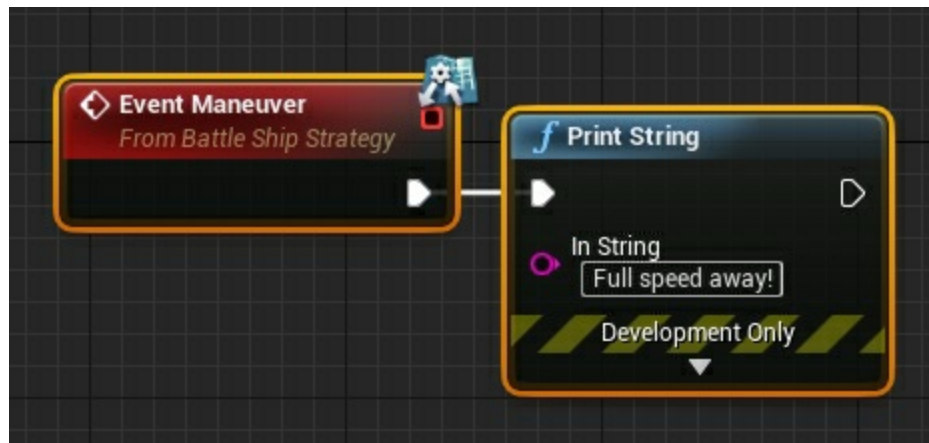 Event Maneuver
From Battle Ship Strategy
f Print String
In String
Full speed away!
Development Only